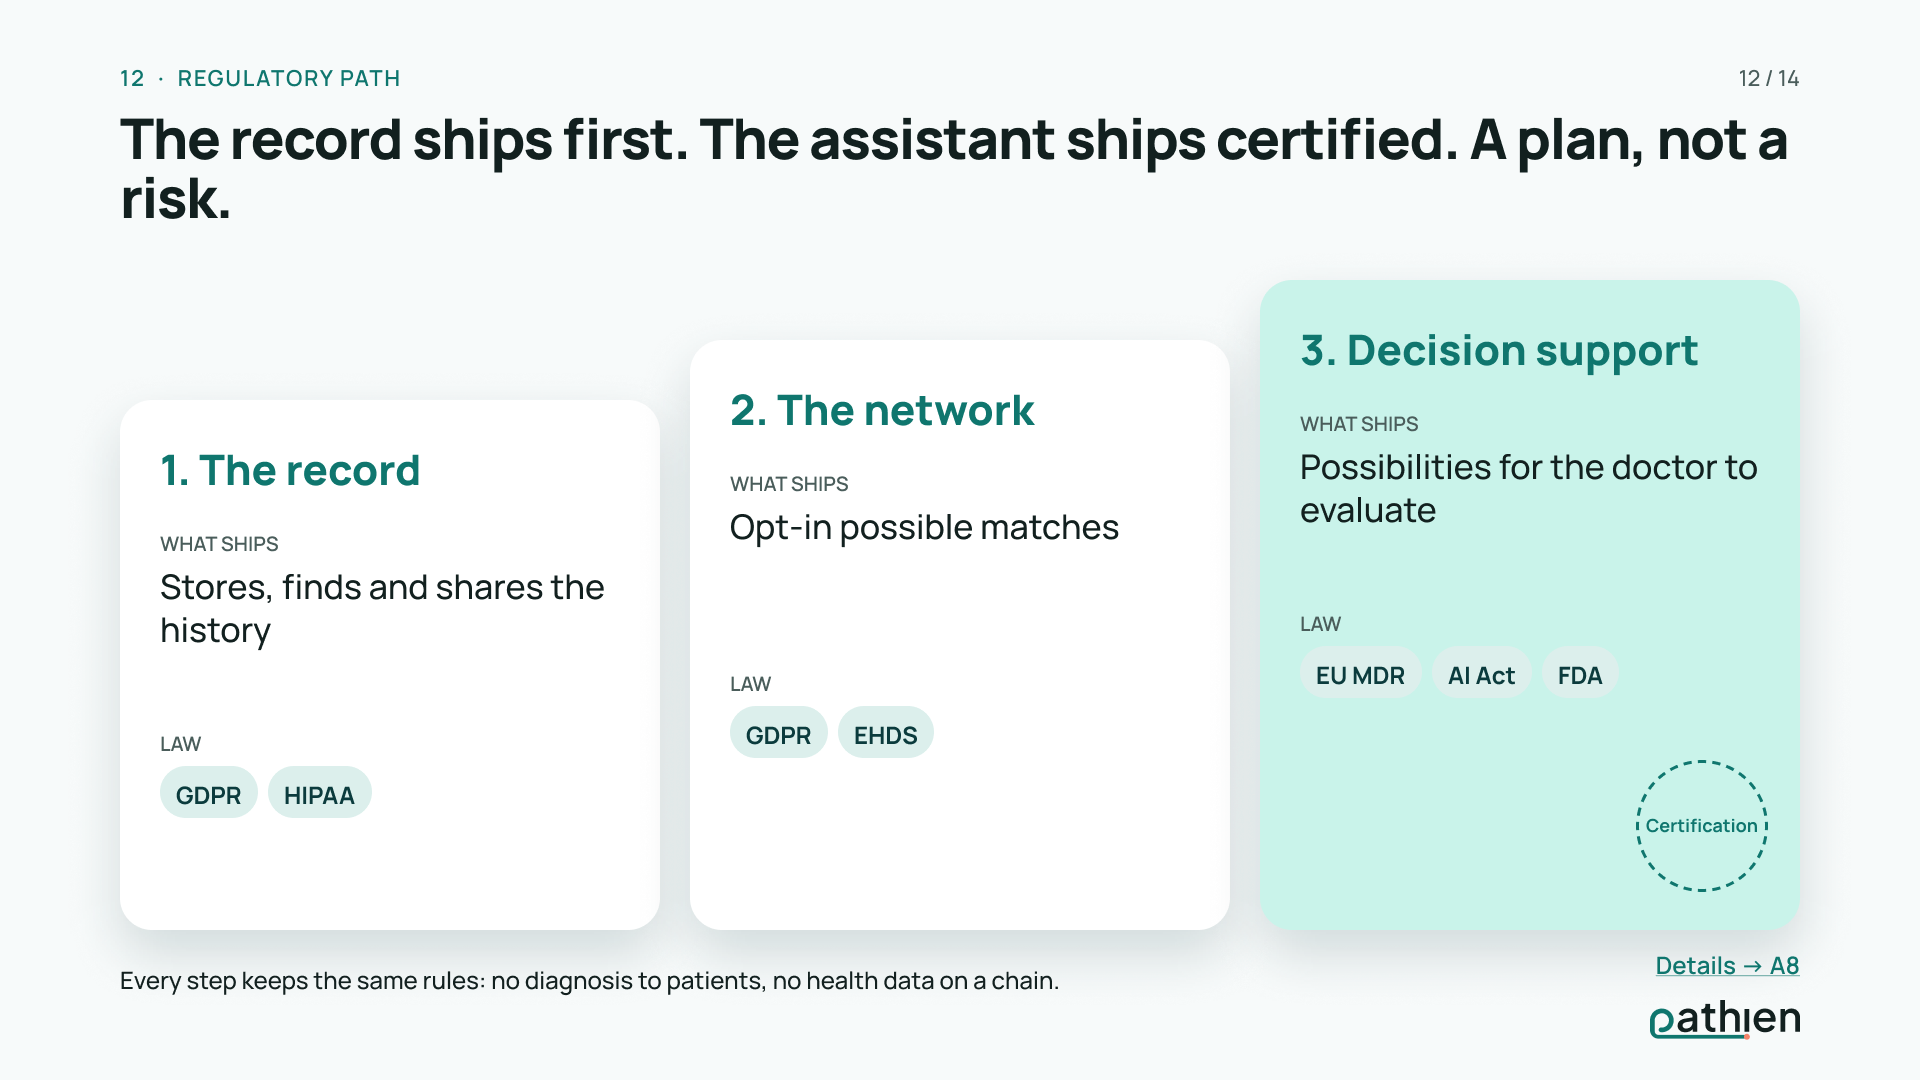 12 · REGULATORY PATH
12 / 14
The record ships first. The assistant ships certified. A plan, not a
risk.
1. The record
WHAT SHIPS
Stores, finds and shares the
history
LAW
GDPR HIPAA
2. The network
WHAT SHIPS
Opt-in possible matches
LAW
GDPR EHDS
3. Decision support
WHAT SHIPS
Possibilities for the doctor to
evaluate
LAW
EU MDR AI Act FDA
Certification
Every step keeps the same rules: no diagnosis to patients, no health data on a chain.
Details → A8
pathien